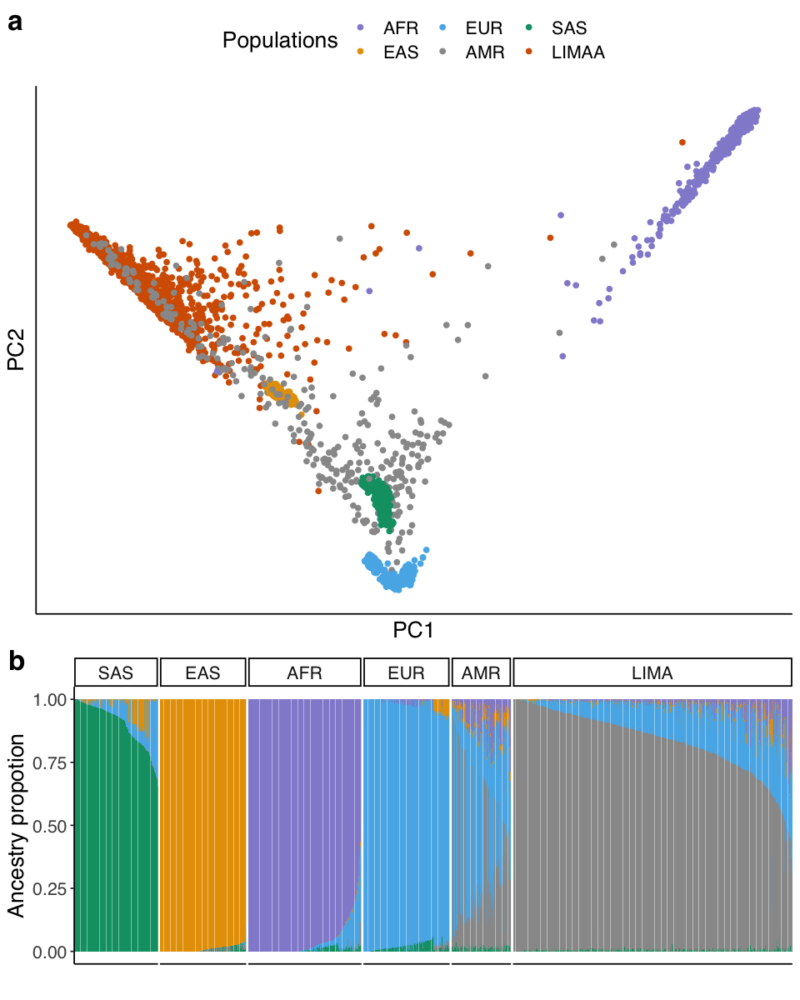 a
Populations
AFR EUR SAS
EAS AMR LIMAA
PC2
PC1
b
SAS EAS AFR EUR AMR LIMA
Ancestry propotion
1.00
0.75
0.50
0.25
0.00